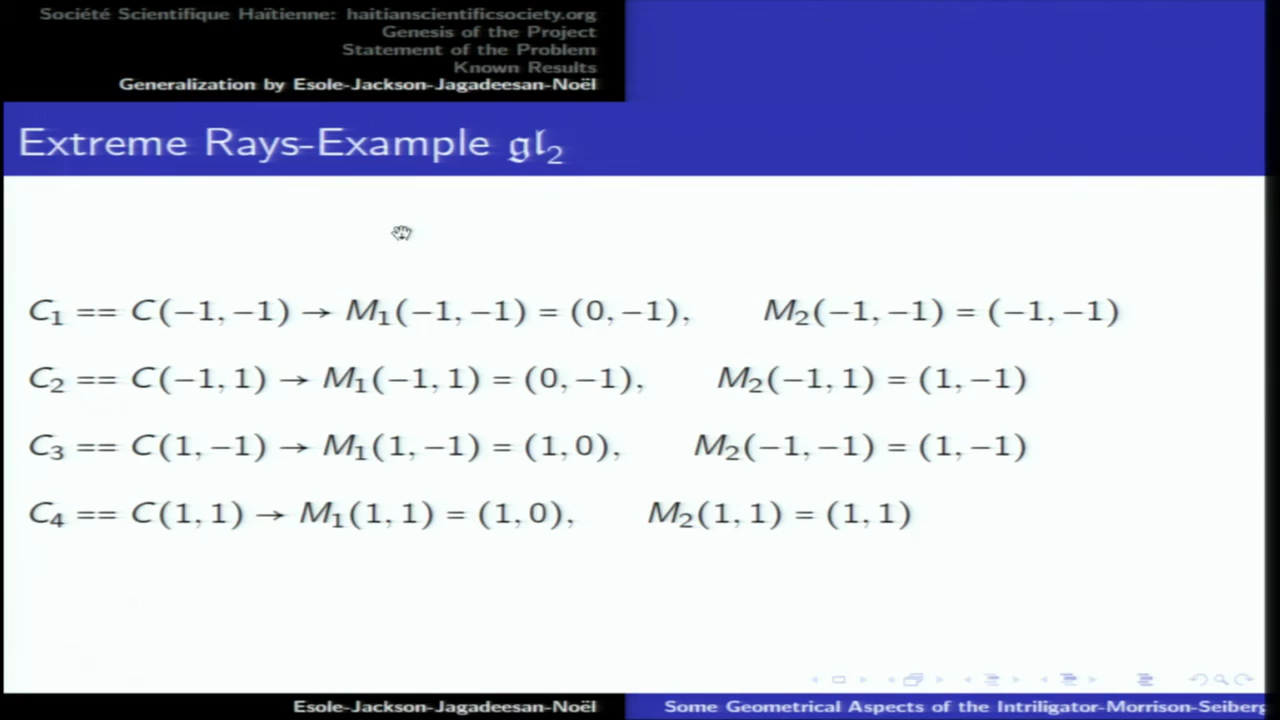 Société Scientifique Haïtienne: haitianscientificsociety.org
Genesis of the Project
Statement of the Problem
Known Results
Generalization by Esole-Jackson-Jagadeesan-Noël
Extreme Rays-Example 𝔤𝔩₂
C₁ == C(−1, −1) → M₁(−1, −1) = (0, −1), M₂(−1, −1) = (−1, −1)
C₂ == C(−1, 1) → M₁(−1, 1) = (0, −1), M₂(−1, 1) = (1, −1)
C₃ == C(1, −1) → M₁(1, −1) = (1, 0), M₂(−1, −1) = (1, −1)
C₄ == C(1, 1) → M₁(1, 1) = (1, 0), M₂(1, 1) = (1, 1)
Esole-Jackson-Jagadeesan-Noël
Some Geometrical Aspects of the Intriligator-Morrison-Seiberg